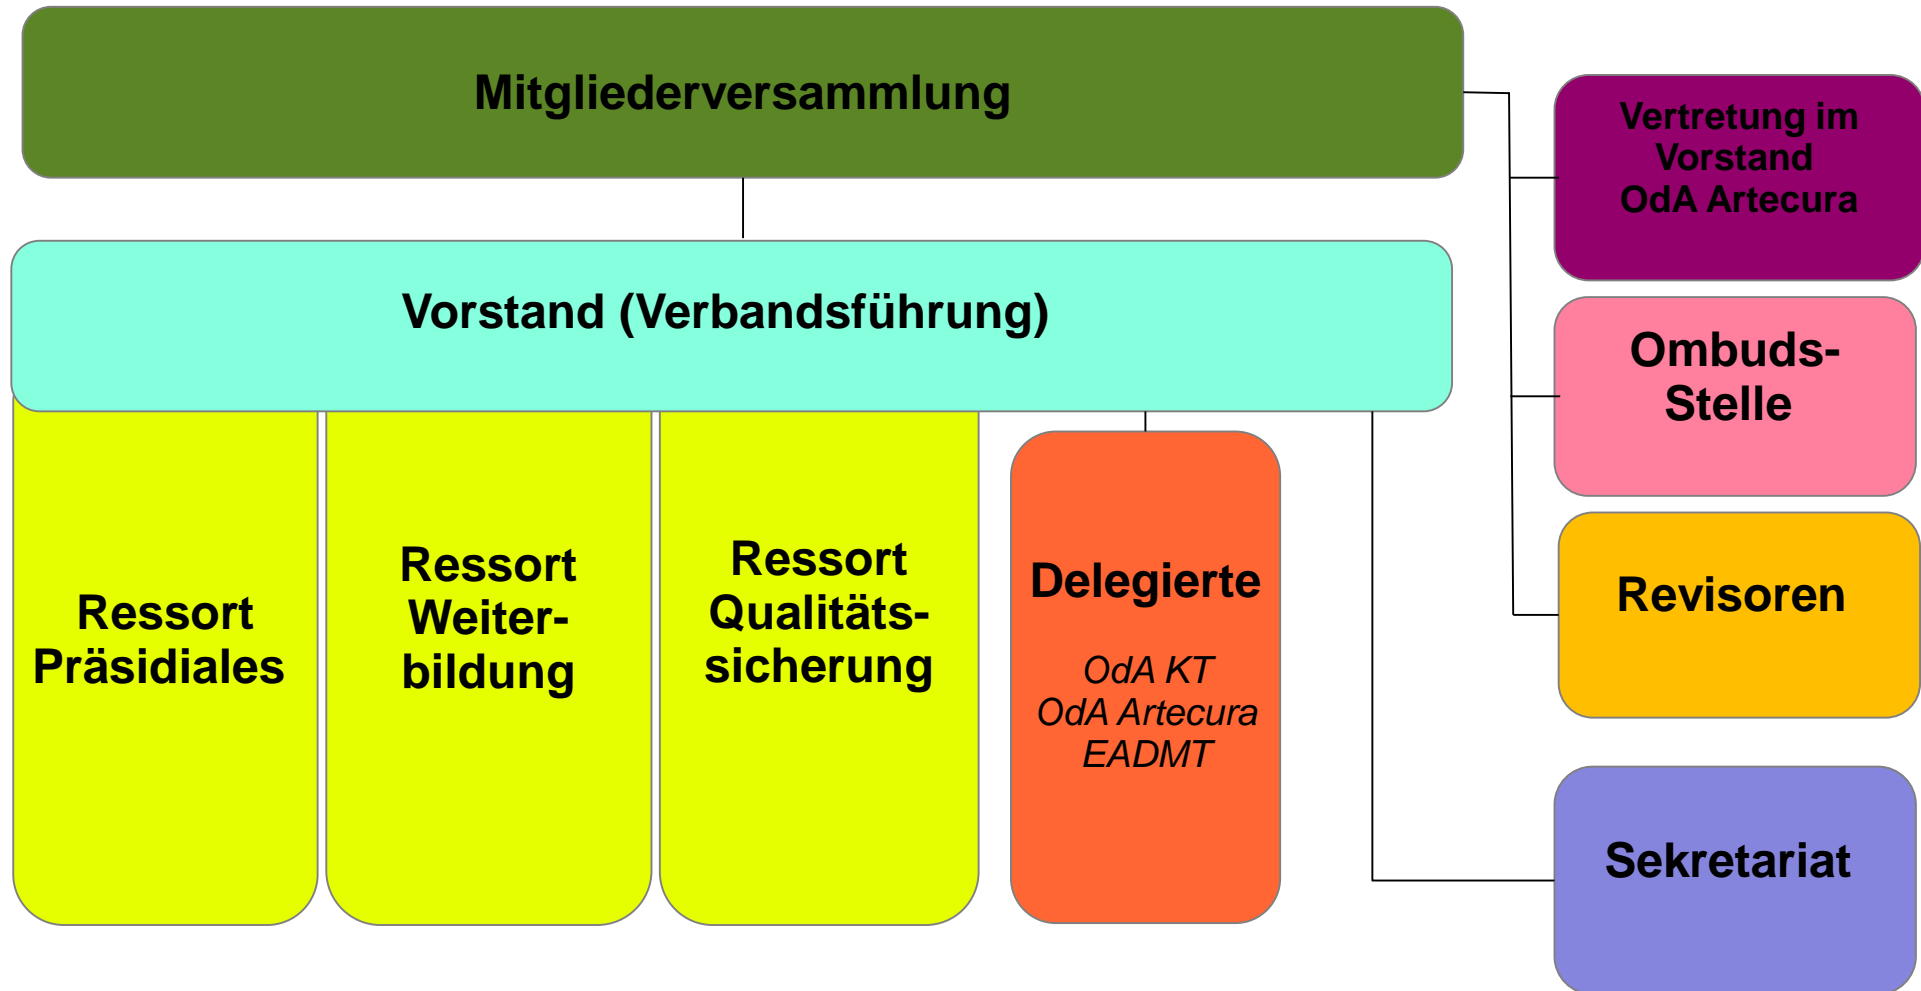 Mitgliederversammlung
Vertretung im
Vorstand
OdA Artecura
Vorstand (Verbandsführung)
Ombuds-
Stelle
Ressort
Präsidiales
Ressort
Weiter-
bildung
Ressort
Qualitäts-
sicherung
Delegierte
OdA KT
OdA Artecura
EADMT
Revisoren
Sekretariat